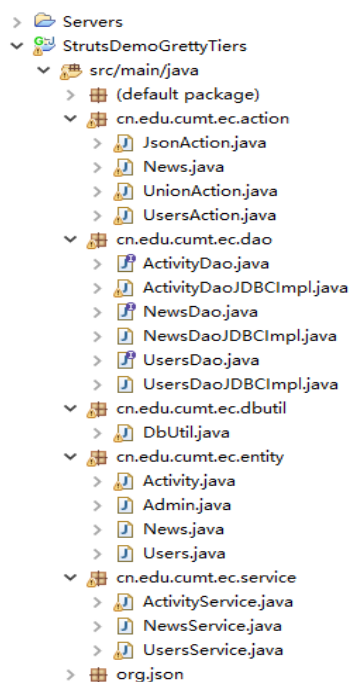 Servers
StrutsDemoGrettyTiers
src/main/java
(default package)
cn.edu.cumt.ec.action
JsonAction.java
News.java
UnionAction.java
UsersAction.java
cn.edu.cumt.ec.dao
ActivityDao.java
ActivityDaoJDBCImpl.java
NewsDao.java
NewsDaoJDBCImpl.java
UsersDao.java
UsersDaoJDBCImpl.java
cn.edu.cumt.ec.dbutil
DbUtil.java
cn.edu.cumt.ec.entity
Activity.java
Admin.java
News.java
Users.java
cn.edu.cumt.ec.service
ActivityService.java
NewsService.java
UsersService.java
org.json